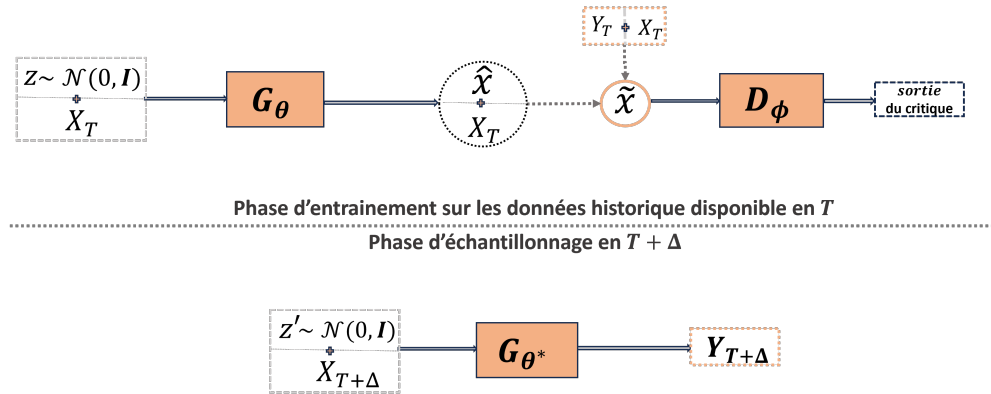 Y_T X_T
z~ 𝒩(0, I)
X_T
G_θ
x̂
X_T
x̃
D_ϕ
sortie
du critique
Phase d'entrainement sur les données historique disponible en T
Phase d'échantillonnage en T + Δ
z'~ 𝒩(0, I)
X_{T+Δ}
G_{θ*}
Y_{T+Δ}